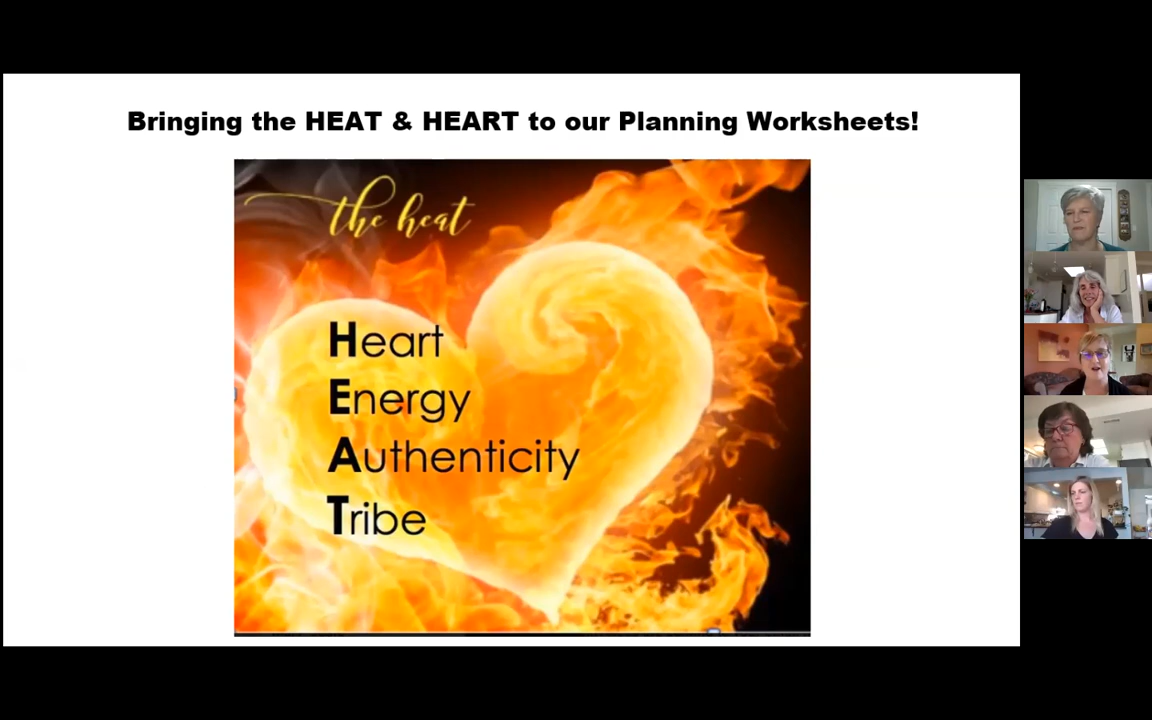 Bringing the HEAT & HEART to our Planning Worksheets!
the heat
Heart
Energy
Authenticity
Tribe